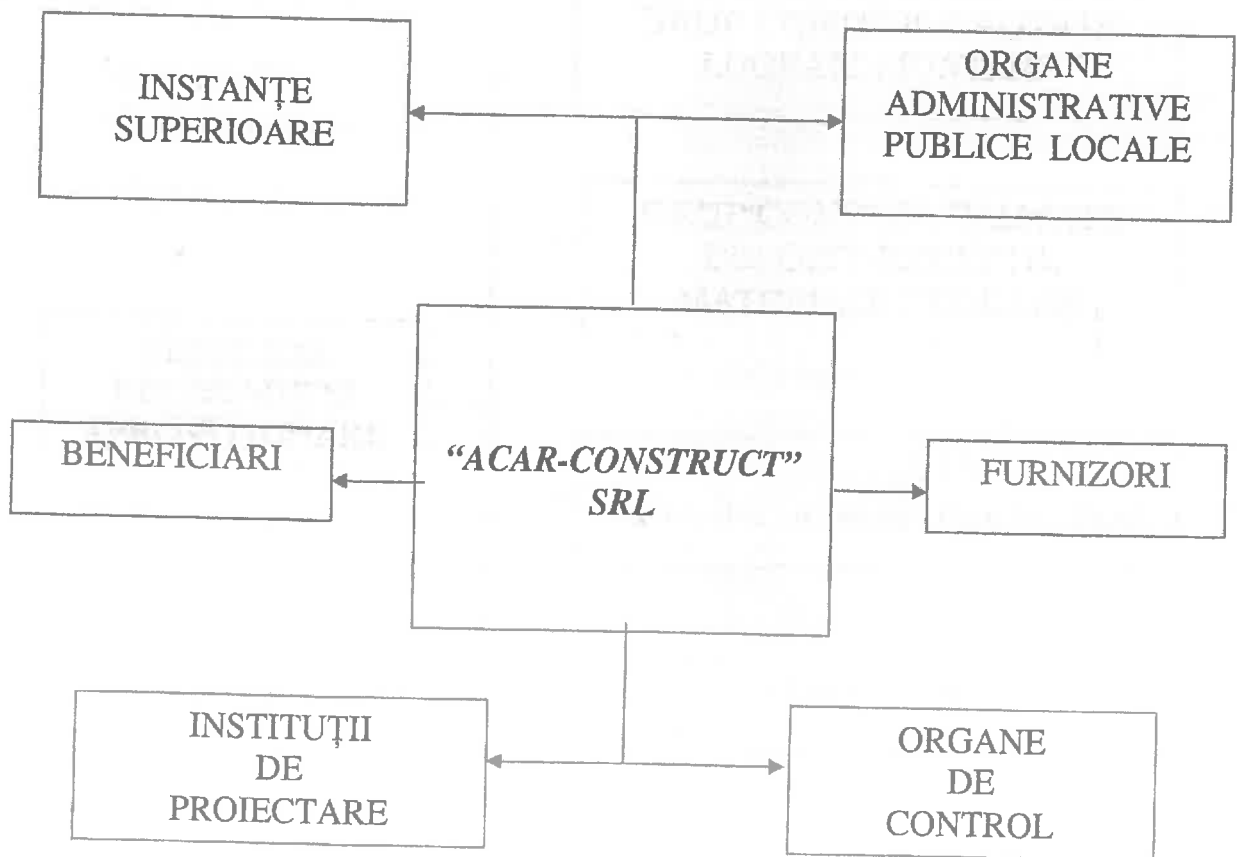 INSTANȚE
SUPERIOARE
ORGANE
ADMINISTRATIVE
PUBLICE LOCALE
BENEFICIARI
“ACAR-CONSTRUCT”
SRL
FURNIZORI
INSTITUȚII
DE
PROIECTARE
ORGANE
DE
CONTROL